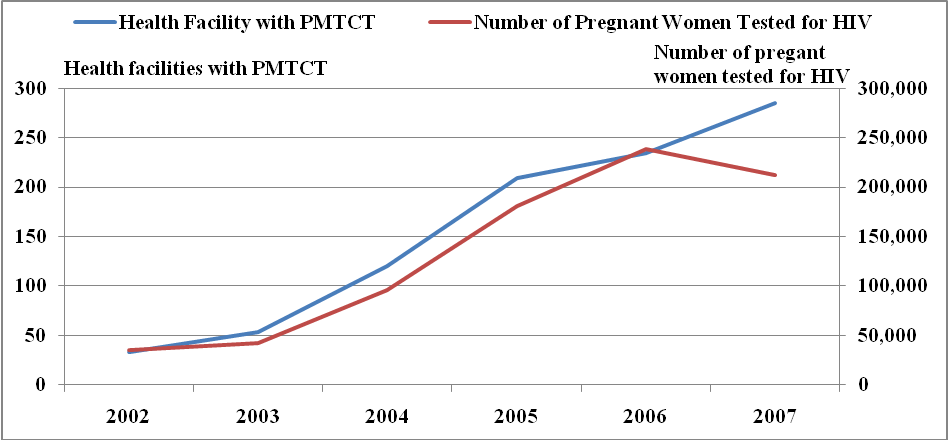 Health Facility with PMTCT
Number of Pregnant Women Tested for HIV
Health facilities with PMTCT
Number of pregant
women tested for HIV
300
250
200
150
100
50
0
300,000
250,000
200,000
150,000
100,000
50,000
0
2002 2003 2004 2005 2006 2007